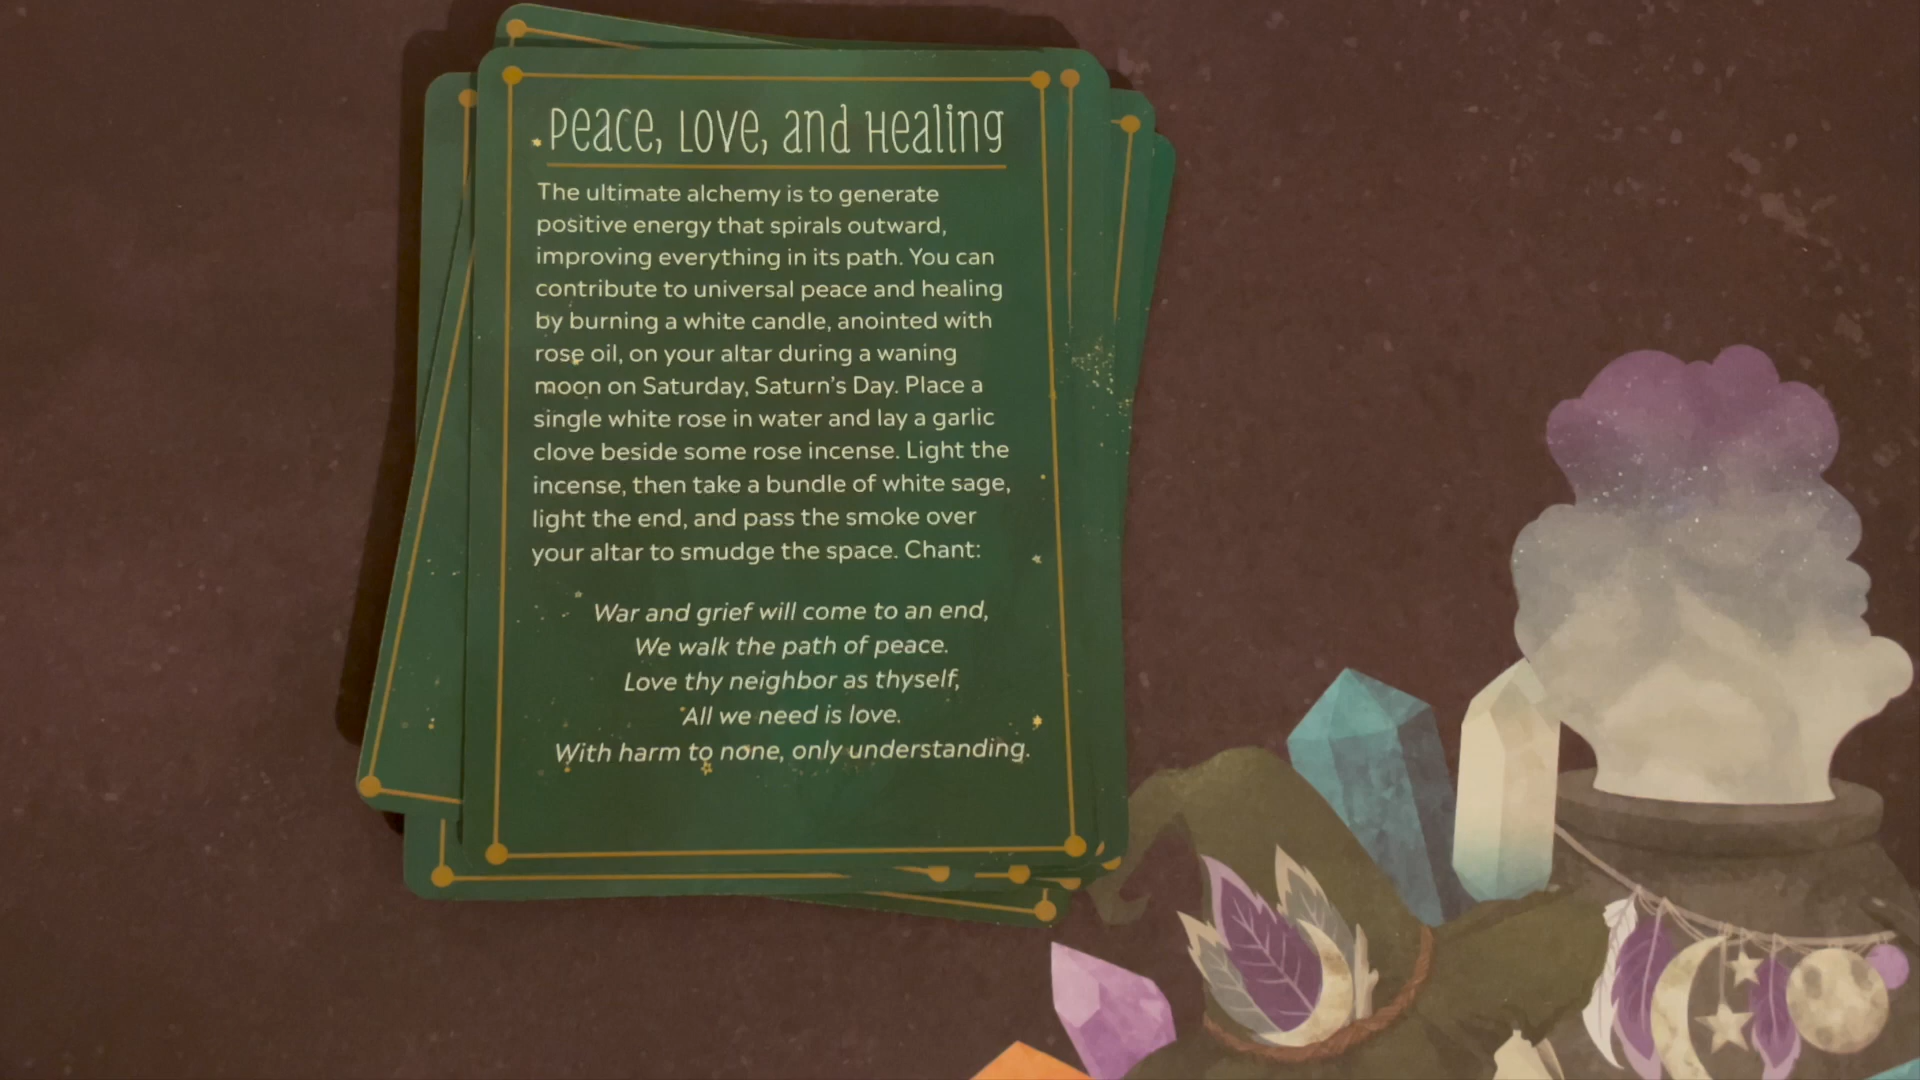 Peace, Love, and Healing
The ultimate alchemy is to generate
positive energy that spirals outward,
improving everything in its path. You can
contribute to universal peace and healing
by burning a white candle, anointed with
rose oil, on your altar during a waning
moon on Saturday, Saturn's Day. Place a
single white rose in water and lay a garlic
clove beside some rose incense. Light the
incense, then take a bundle of white sage,
light the end, and pass the smoke over
your altar to smudge the space. Chant:
War and grief will come to an end,
We walk the path of peace.
Love thy neighbor as thyself,
All we need is love.
With harm to none, only understanding.